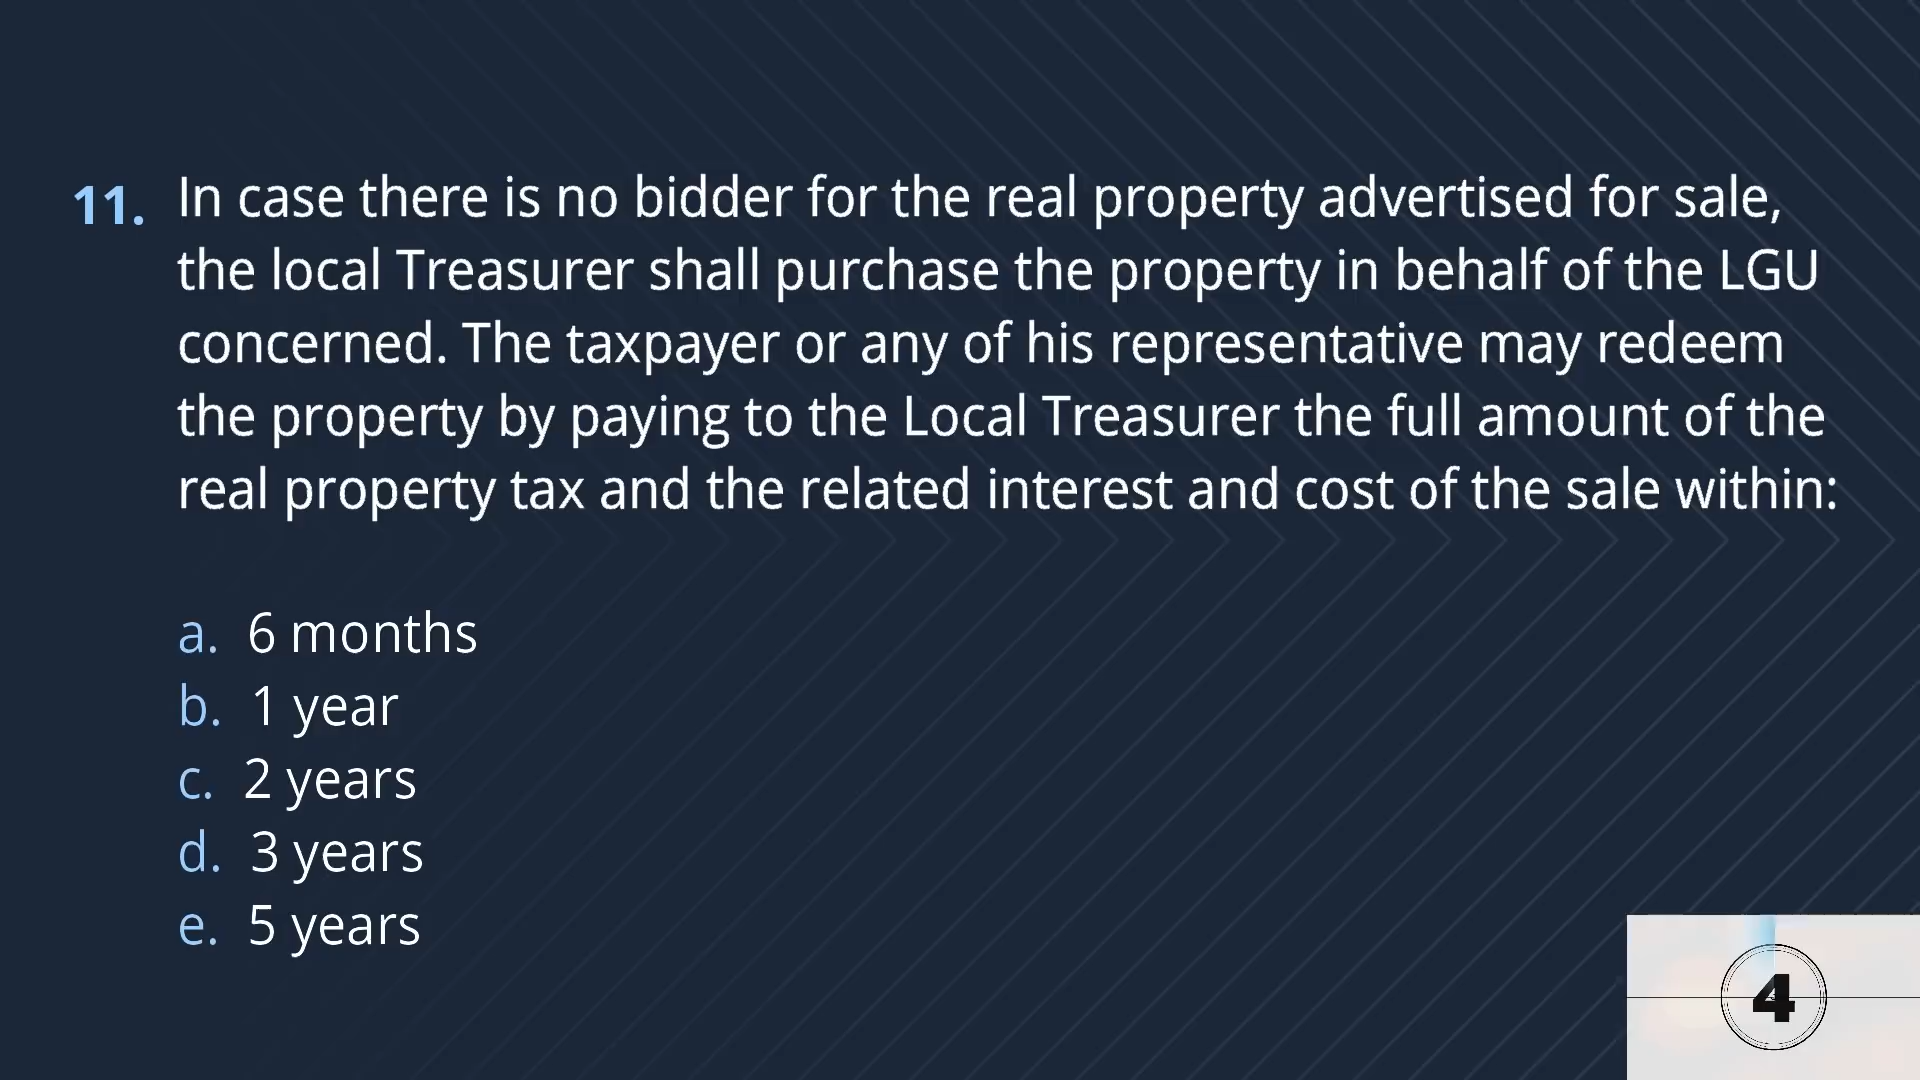 11. In case there is no bidder for the real property advertised for sale,
the local Treasurer shall purchase the property in behalf of the LGU
concerned. The taxpayer or any of his representative may redeem
the property by paying to the Local Treasurer the full amount of the
real property tax and the related interest and cost of the sale within:
a. 6 months
b. 1 year
c. 2 years
d. 3 years
e. 5 years
4